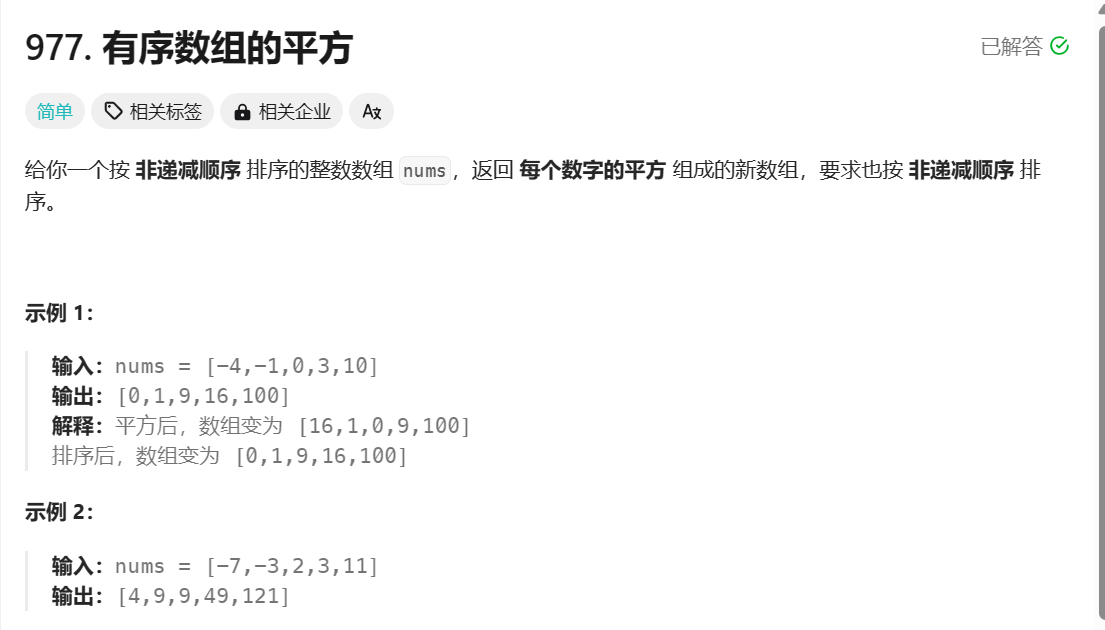 977. 有序数组的平方
已解答
简单 相关标签 相关企业 Az
给你一个按 非递减顺序 排序的整数数组 nums，返回 每个数字的平方 组成的新数组，要求也按 非递减顺序 排
序。
示例 1：
输入：nums = [-4,-1,0,3,10]
输出：[0,1,9,16,100]
解释：平方后，数组变为 [16,1,0,9,100]
排序后，数组变为 [0,1,9,16,100]
示例 2：
输入：nums = [-7,-3,2,3,11]
输出：[4,9,9,49,121]